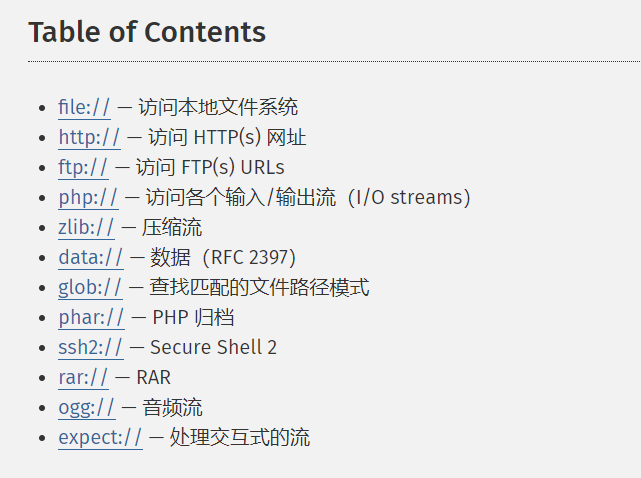 Table of Contents
• file:// — 访问本地文件系统
• http:// — 访问 HTTP(s) 网址
• ftp:// — 访问 FTP(s) URLs
• php:// — 访问各个输入/输出流（I/O streams）
• zlib:// — 压缩流
• data:// — 数据（RFC 2397）
• glob:// — 查找匹配的文件路径模式
• phar:// — PHP 归档
• ssh2:// — Secure Shell 2
• rar:// — RAR
• ogg:// — 音频流
• expect:// — 处理交互式的流